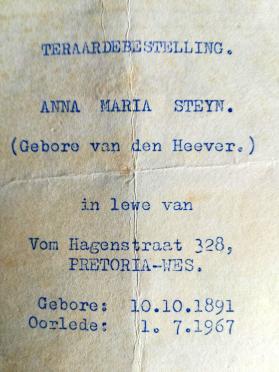 TERAARDEBESTELLING.
ANNA MARIA STEYN.
(Gebore van den Heever.)
in lewe van
Vom Hagenstraat 328,
PRETORIA-WES.
Gebore: 10.10.1891
Oorlede: 1. 7.1967